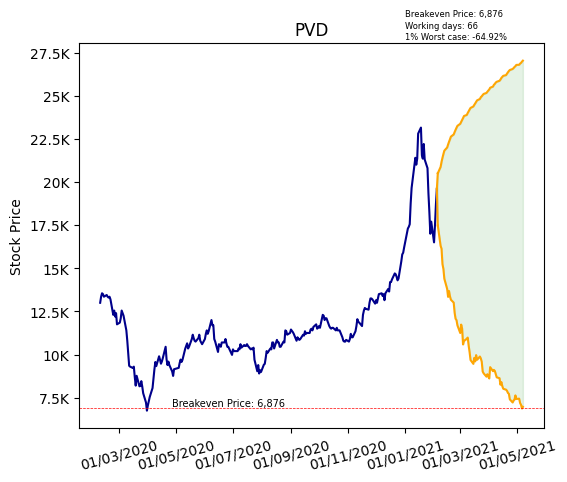 Breakeven Price: 6,876
Working days: 66
1% Worst case: -64.92%
PVD
27.5K
25K
22.5K
20K
17.5K
15K
12.5K
10K
7.5K
Stock Price
Breakeven Price: 6,876
01/03/2020
01/05/2020
01/07/2020
01/09/2020
01/11/2020
01/01/2021
01/03/2021
01/05/2021